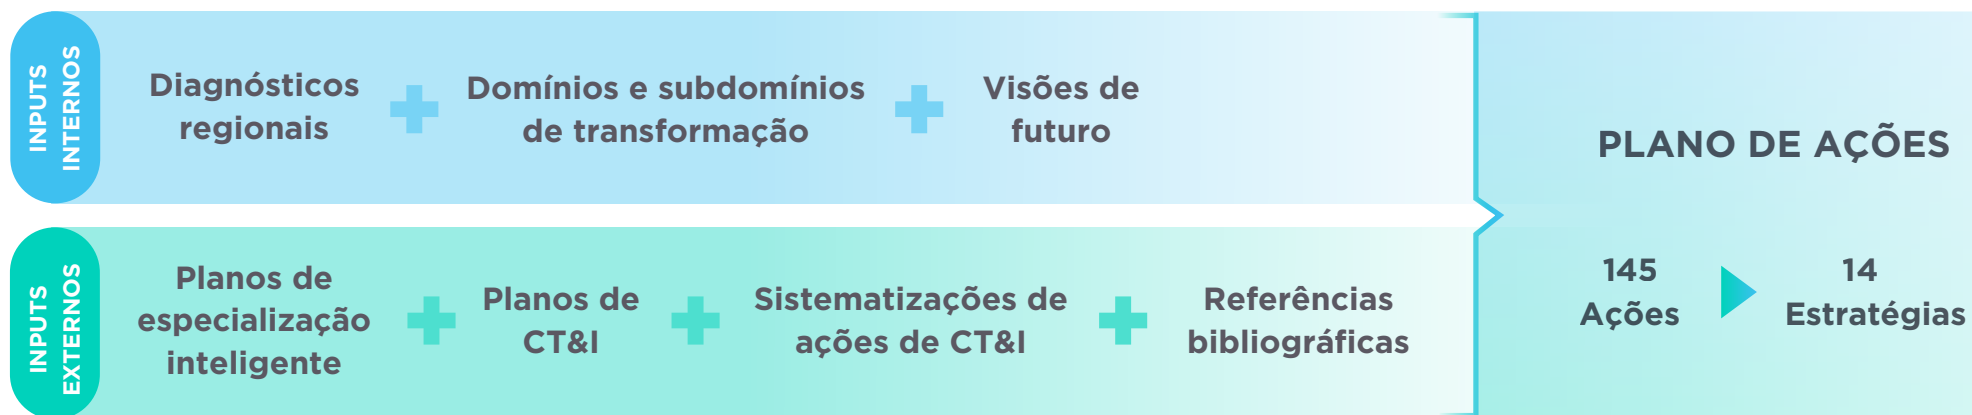 INPUTS
INTERNOS
Diagnósticos
regionais
Domínios e subdomínios
de transformação
Visões de
futuro
INPUTS
EXTERNOS
Planos de
especialização
inteligente
Planos de
CT&I
Sistematizações de
ações de CT&I
Referências
bibliográficas
PLANO DE AÇÕES
145
Ações
14
Estratégias